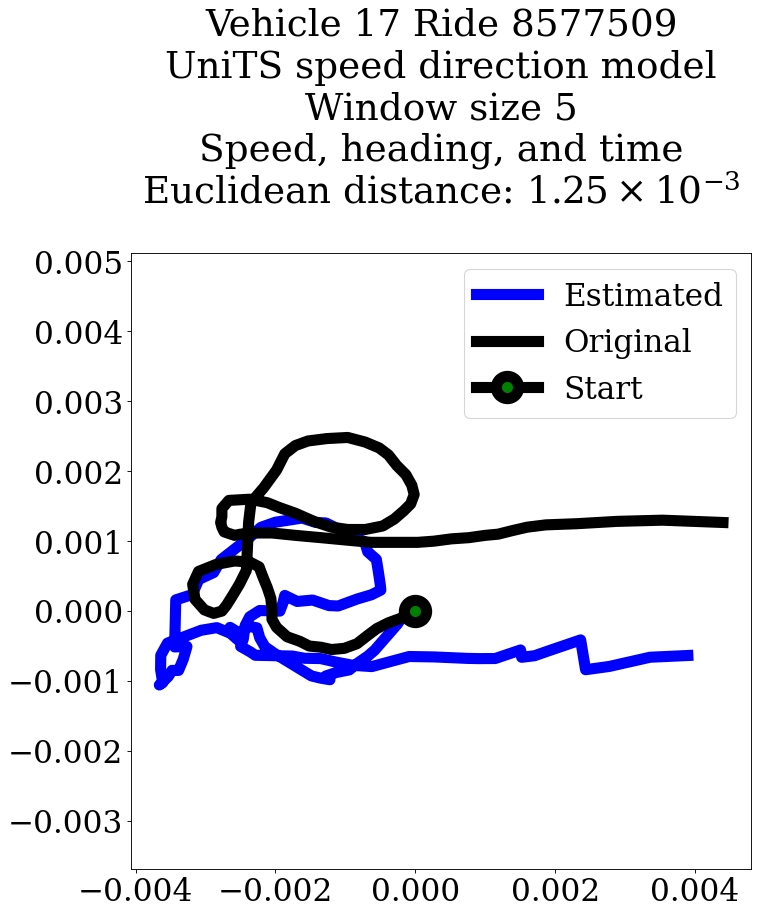 Vehicle 17 Ride 8577509
UniTS speed direction model
Window size 5
Speed, heading, and time
Euclidean distance: 1.25 × 10⁻³
0.005
Estimated
0.004
Original
0.003
Start
0.002
0.001
0.000
−0.001
−0.002
−0.003
−0.004 −0.002 0.000 0.002 0.004